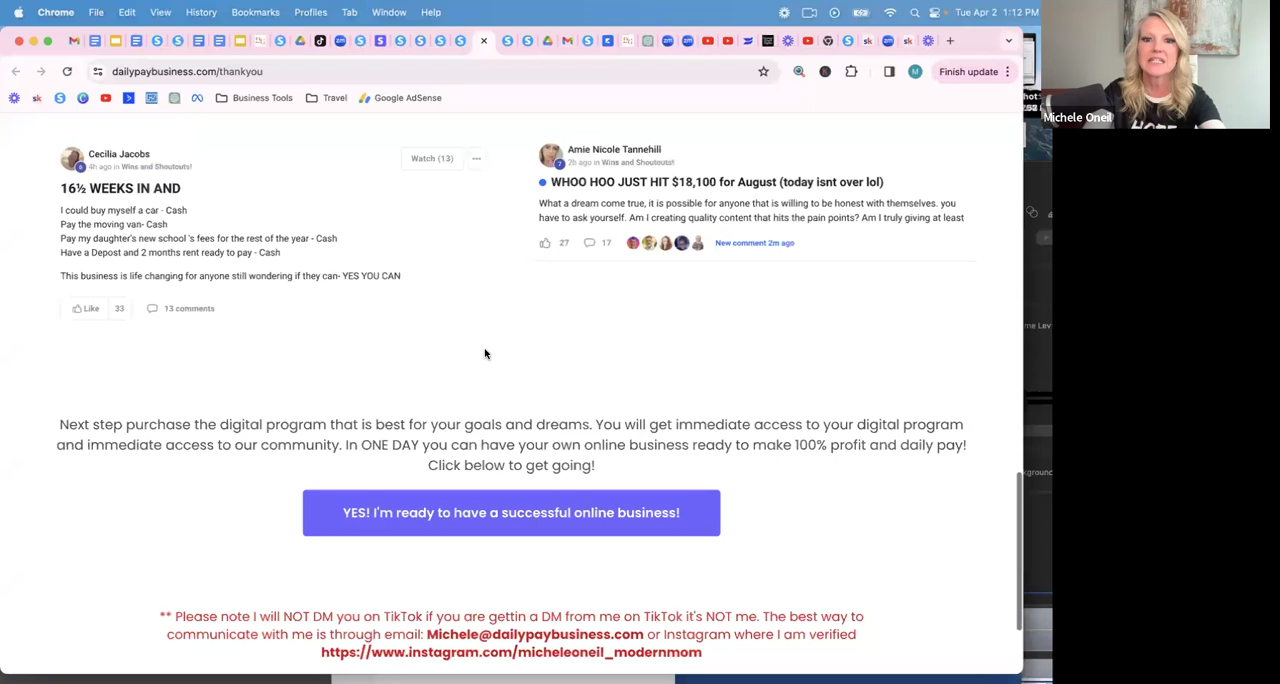 Chrome File Edit View History Bookmarks Profiles Tab Window Help
Tue Apr 2 1:12 PM
dailypaybusiness.com/thankyou
Finish update
Business Tools
Travel
Google AdSense
Michele Oneil
Cecilia Jacobs
4h ago in Wins and Shoutouts!
Watch (13)
16½ WEEKS IN AND
I could buy myself a car - Cash
Pay the moving van- Cash
Pay my daughter's new school 's fees for the rest of the year - Cash
Have a Depost and 2 months rent ready to pay - Cash
This business is life changing for anyone still wondering if they can- YES YOU CAN
Like 33 13 comments
Arnie Nicole Tannehill
2h ago in Wins and Shoutouts!
WHOO HOO JUST HIT $18,100 for August (today isnt over lol)
What a dream come true, it is possible for anyone that is willing to be honest with themselves. you
have to ask yourself. Am I creating quality content that hits the pain points? Am I truly giving at least
27 17 New comment 2m ago
Next step purchase the digital program that is best for your goals and dreams. You will get immediate access to your digital program
and immediate access to our community. In ONE DAY you can have your own online business ready to make 100% profit and daily pay!
Click below to get going!
YES! I'm ready to have a successful online business!
** Please note I will NOT DM you on TikTok if you are gettin a DM from me on TikTok it's NOT me. The best way to
communicate with me is through email: Michele@dailypaybusiness.com or Instagram where I am verified
https://www.instagram.com/micheleoneil_modernmom